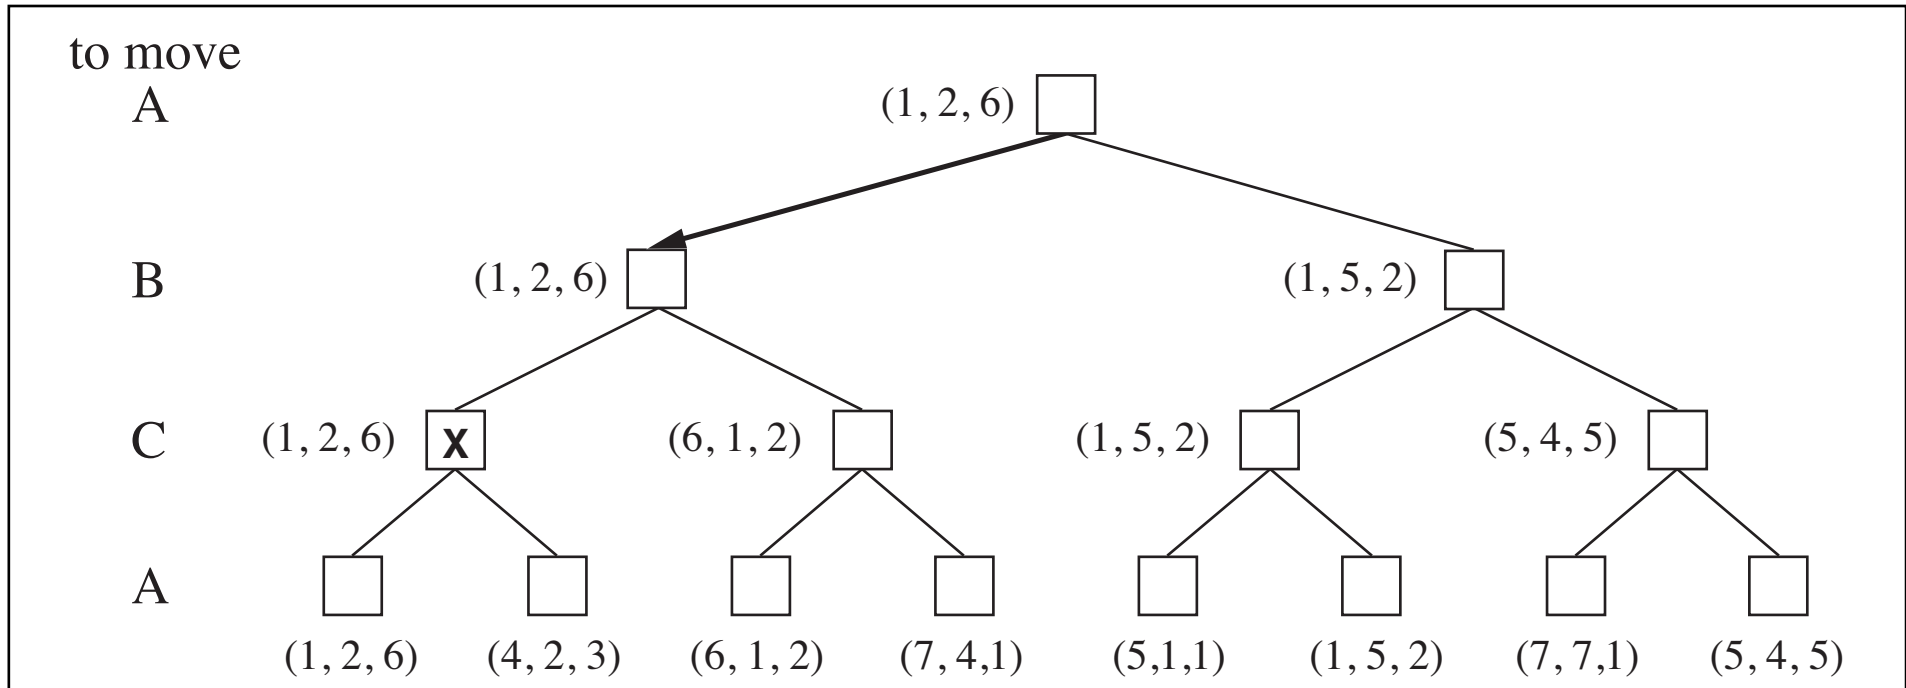 to move
A (1, 2, 6)
B (1, 2, 6) (1, 5, 2)
C (1, 2, 6) X (6, 1, 2) (1, 5, 2) (5, 4, 5)
A
(1, 2, 6) (4, 2, 3) (6, 1, 2) (7, 4,1) (5,1,1) (1, 5, 2) (7, 7,1) (5, 4, 5)